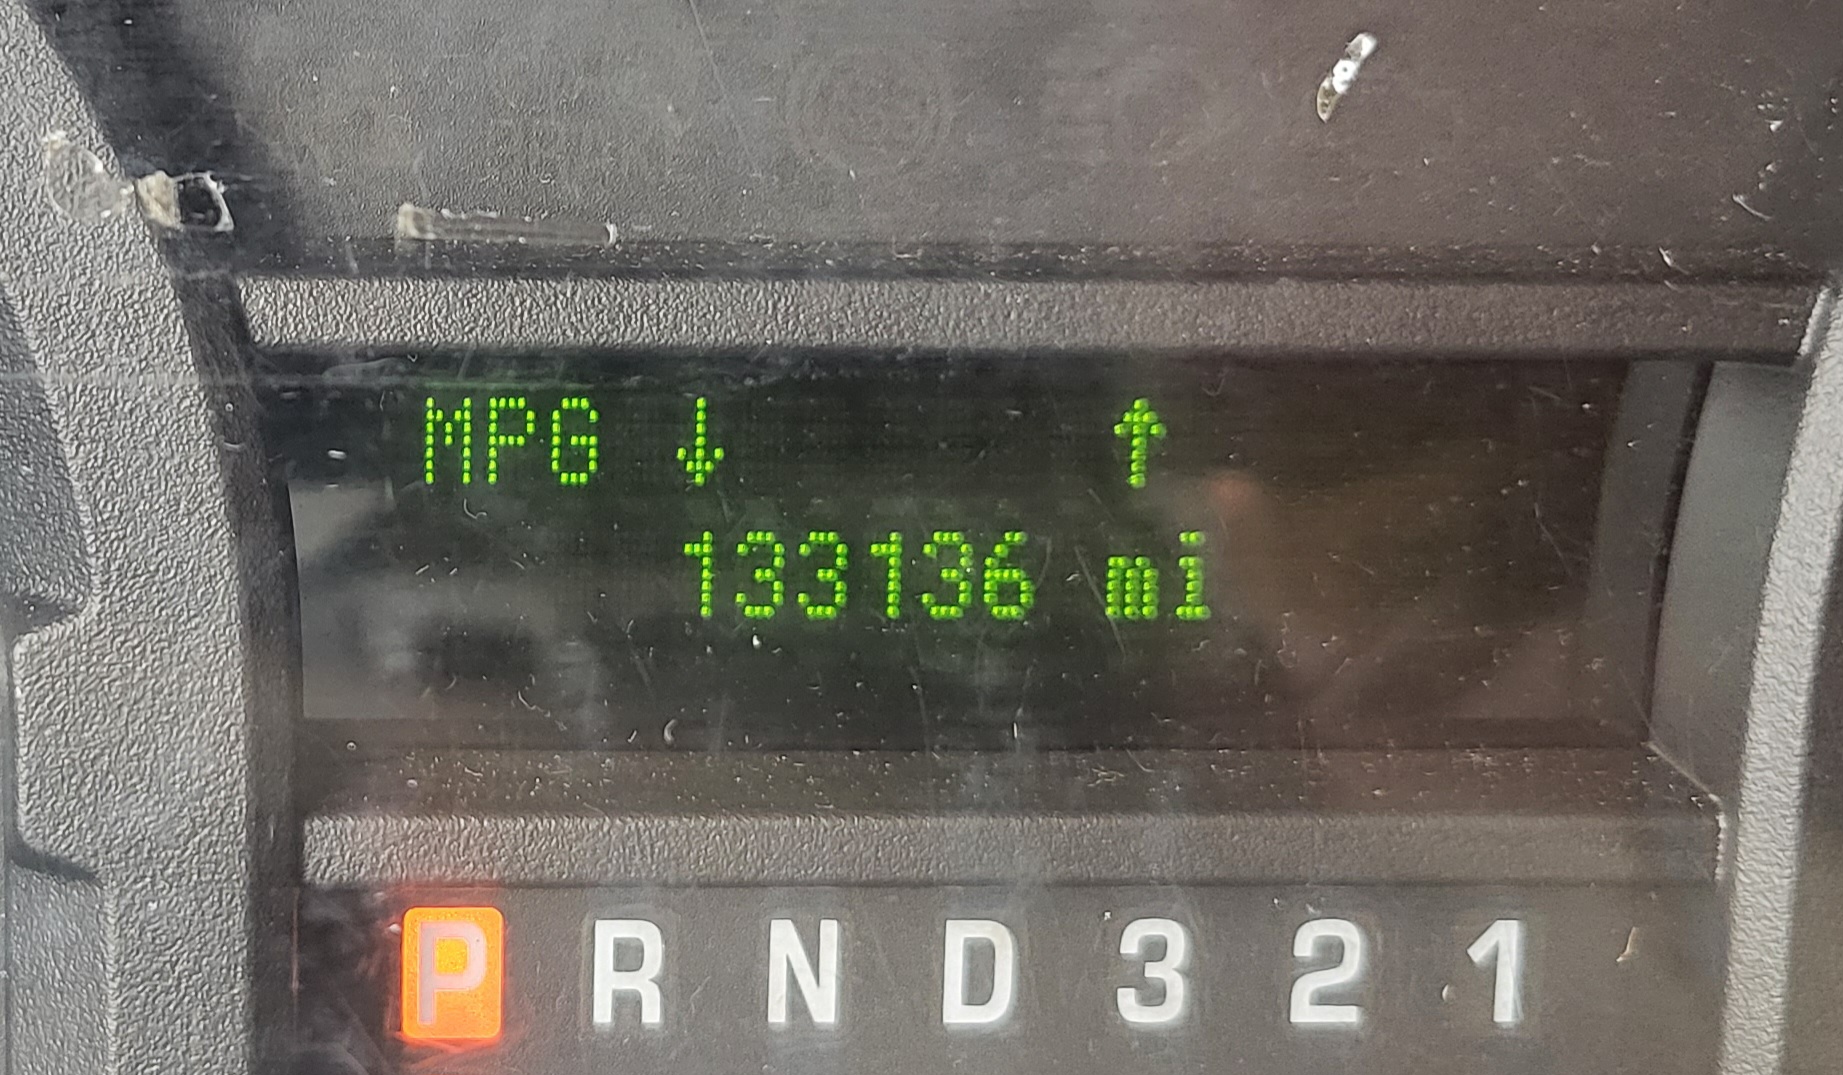 MPG ↓ ↑
133136 mi
P R N D 3 2 1